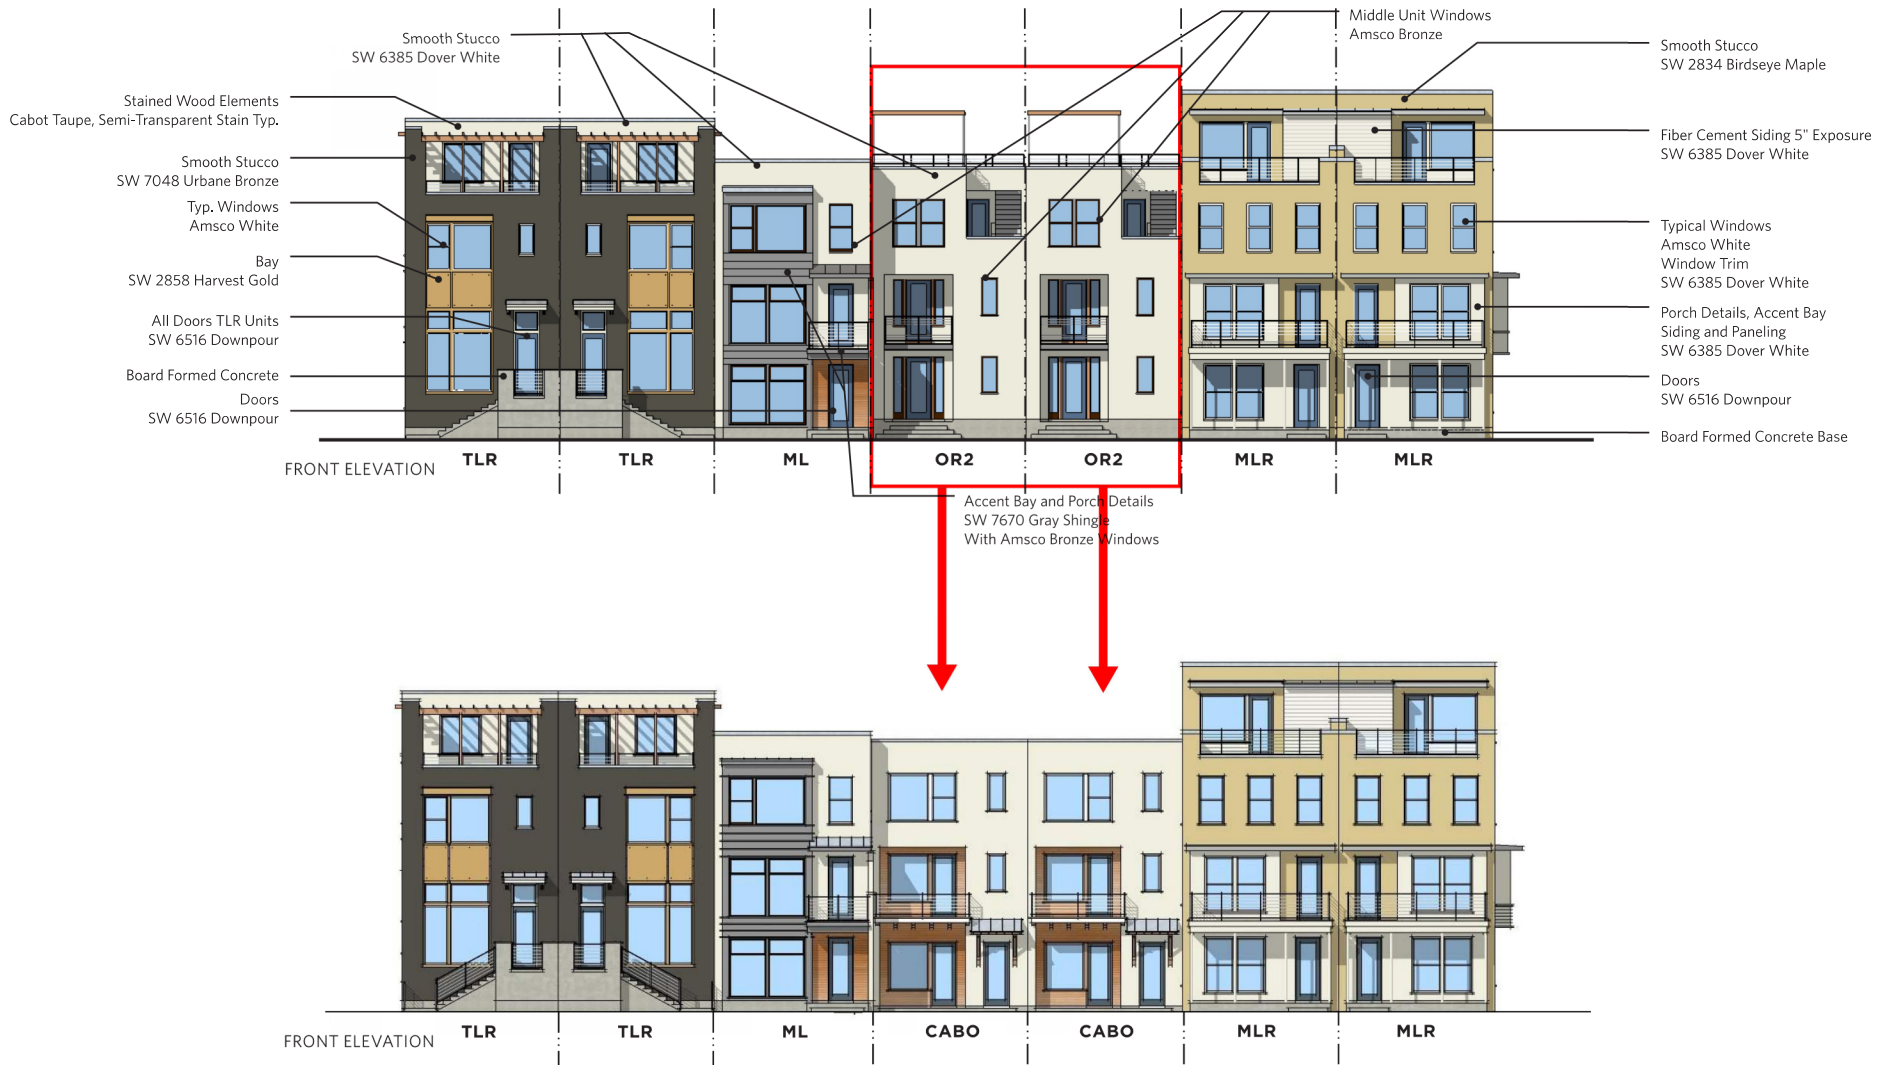 Smooth Stucco
SW 6385 Dover White
Stained Wood Elements
Cabot Taupe, Semi-Transparent Stain Typ.
Smooth Stucco
SW 7048 Urbane Bronze
Typ. Windows
Amsco White
Bay
SW 2858 Harvest Gold
All Doors TLR Units
SW 6516 Downpour
Board Formed Concrete
Doors
SW 6516 Downpour
Middle Unit Windows
Amsco Bronze
Smooth Stucco
SW 2834 Birdseye Maple
Fiber Cement Siding 5" Exposure
SW 6385 Dover White
Typical Windows
Amsco White
Window Trim
SW 6385 Dover White
Porch Details, Accent Bay
Siding and Paneling
SW 6385 Dover White
Doors
SW 6516 Downpour
Board Formed Concrete Base
FRONT ELEVATION TLR TLR ML OR2 OR2 MLR MLR
Accent Bay and Porch Details
SW 7670 Gray Shingle
With Amsco Bronze Windows
FRONT ELEVATION TLR TLR ML CABO CABO MLR MLR